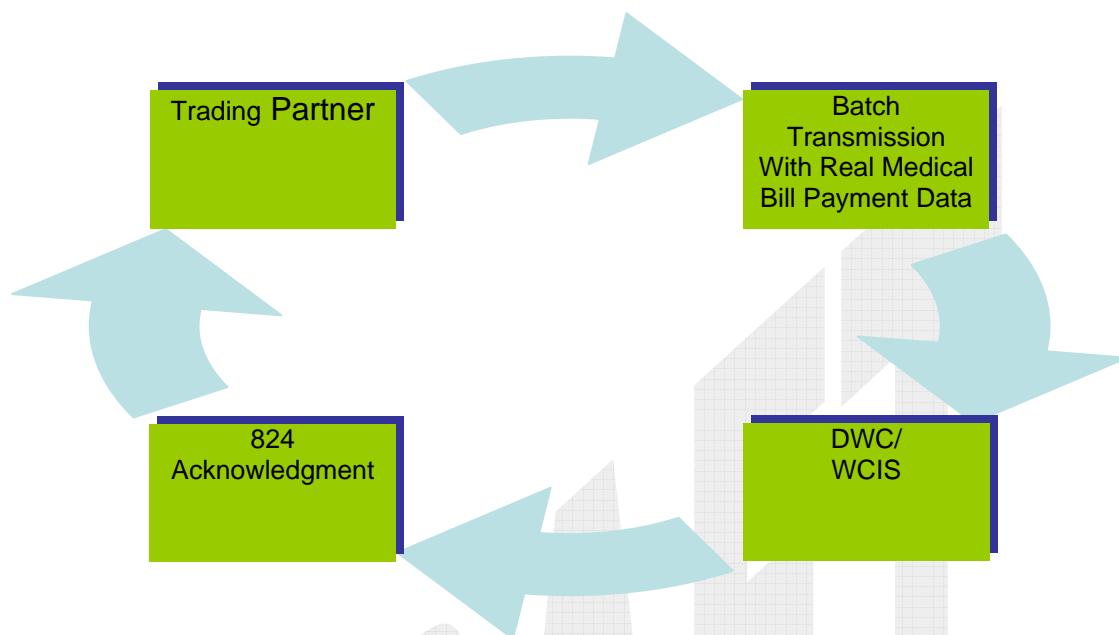 Trading Partner
Batch
Transmission
With Real Medical
Bill Payment Data
824
Acknowledgment
DWC/
WCIS